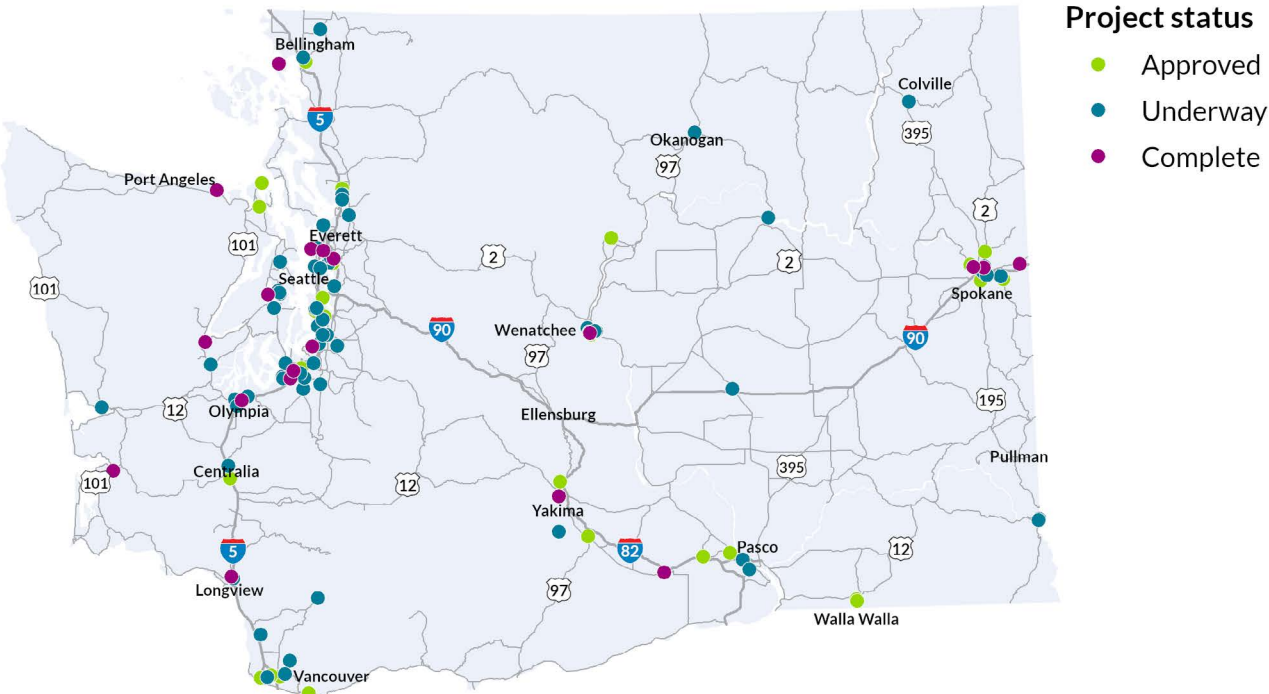 Project status
Approved
Underway
Complete
Bellingham
Colville
5
395
Okanogan
97
Port Angeles
2
Everett
101
2
2
Seattle
101
Spokane
90
Wenatchee
90
97
195
12
Olympia
Ellensburg
Pullman
Centralia
395
101
12
Yakima
5
82
Pasco
12
Longview
97
Walla Walla
Vancouver